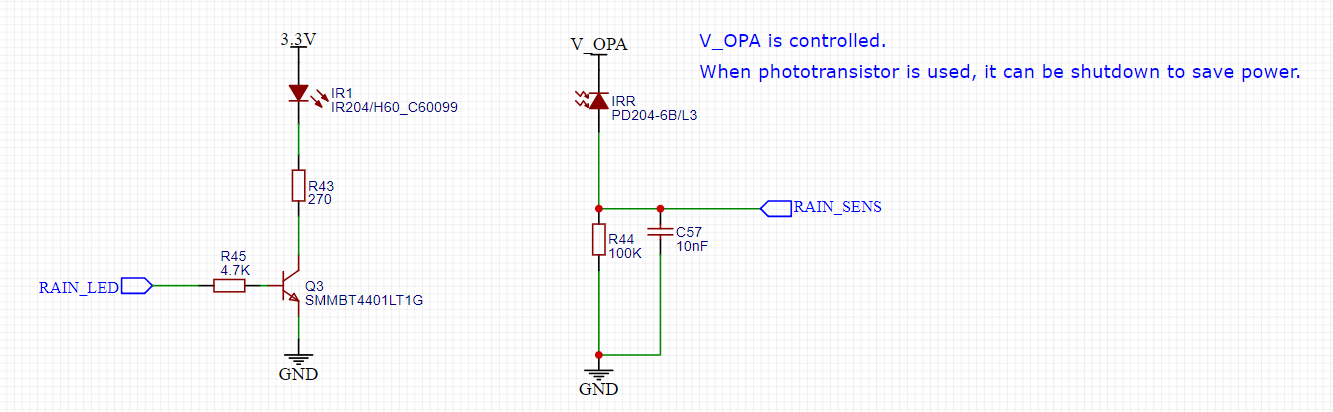 3.3V
V_OPA
V_OPA is controlled.
When phototransistor is used, it can be shutdown to save power.
IR1
IR204/H60_C60099
IRR
PD204-6B/L3
R43
270
RAIN_SENS
R44
100K
C57
10nF
R45
4.7K
RAIN_LED
Q3
SMMBT4401LT1G
GND
GND